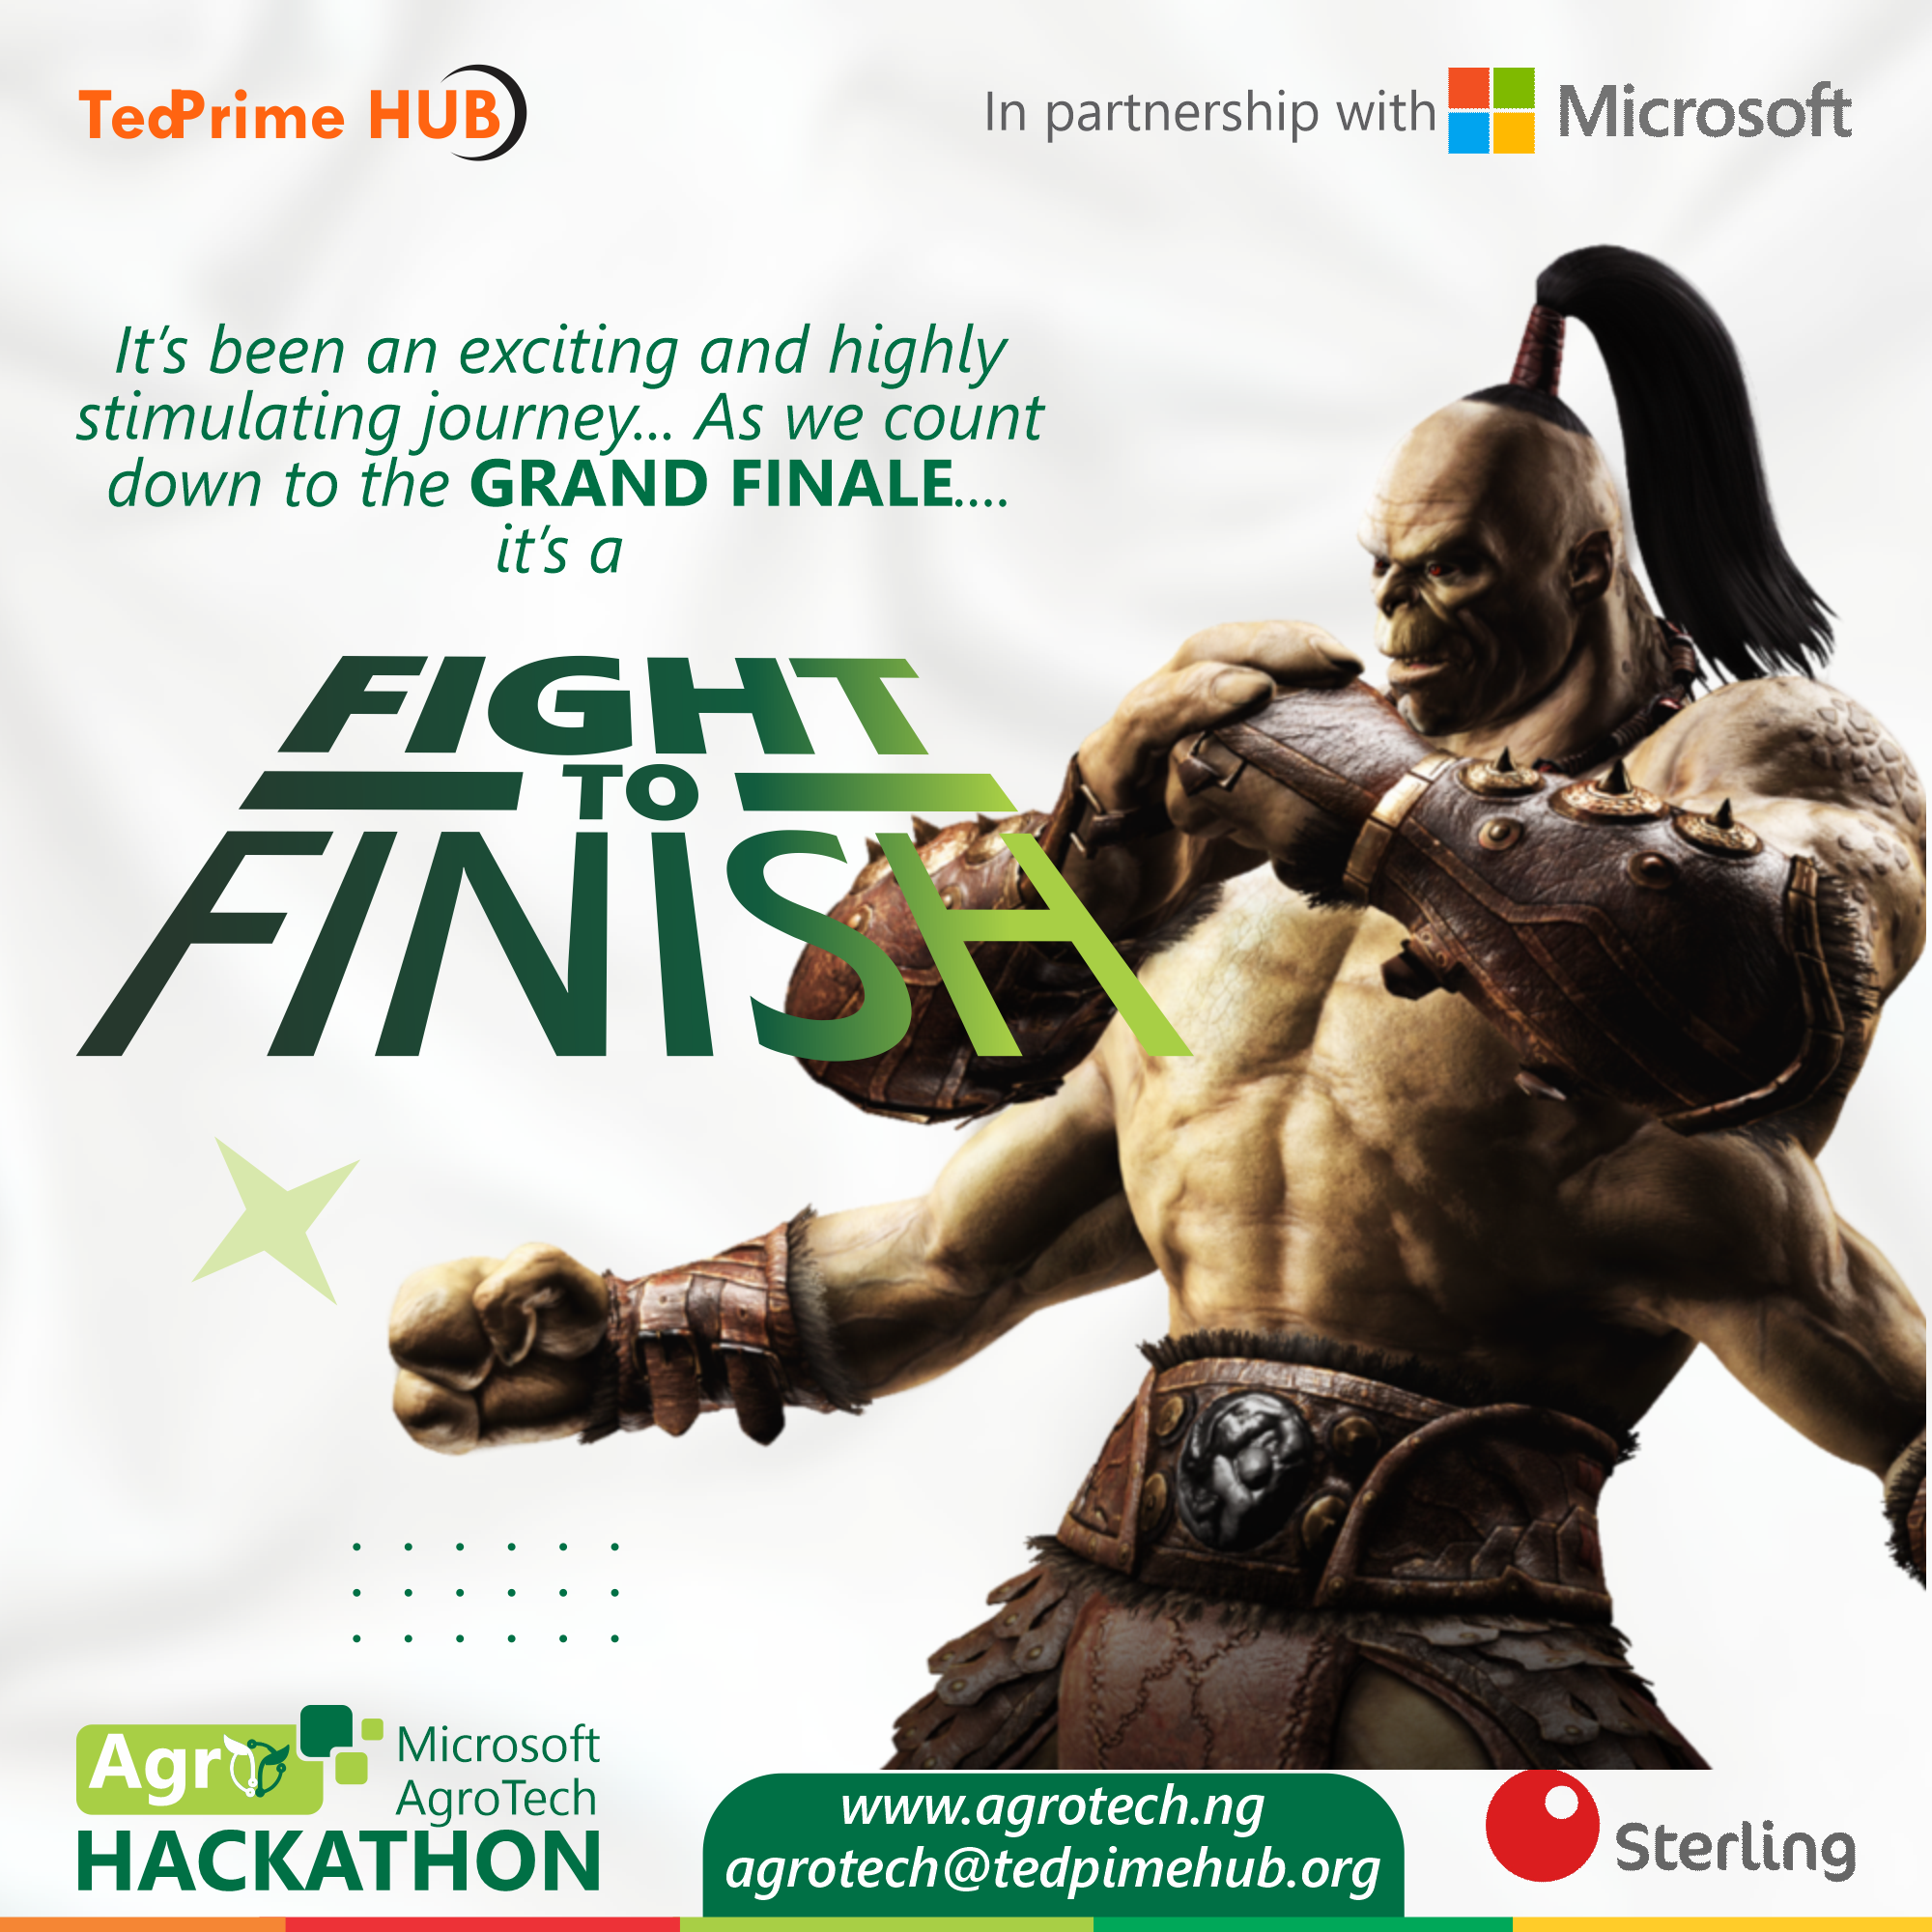 TedPrime HUB
In partnership with Microsoft
It's been an exciting and highly
stimulating journey... As we count
down to the GRAND FINALE....
it's a
FIGHT
TO
FINISH
Agro
Microsoft
AgroTech
HACKATHON
www.agrotech.ng
agrotech@tedpimehub.org
Sterling